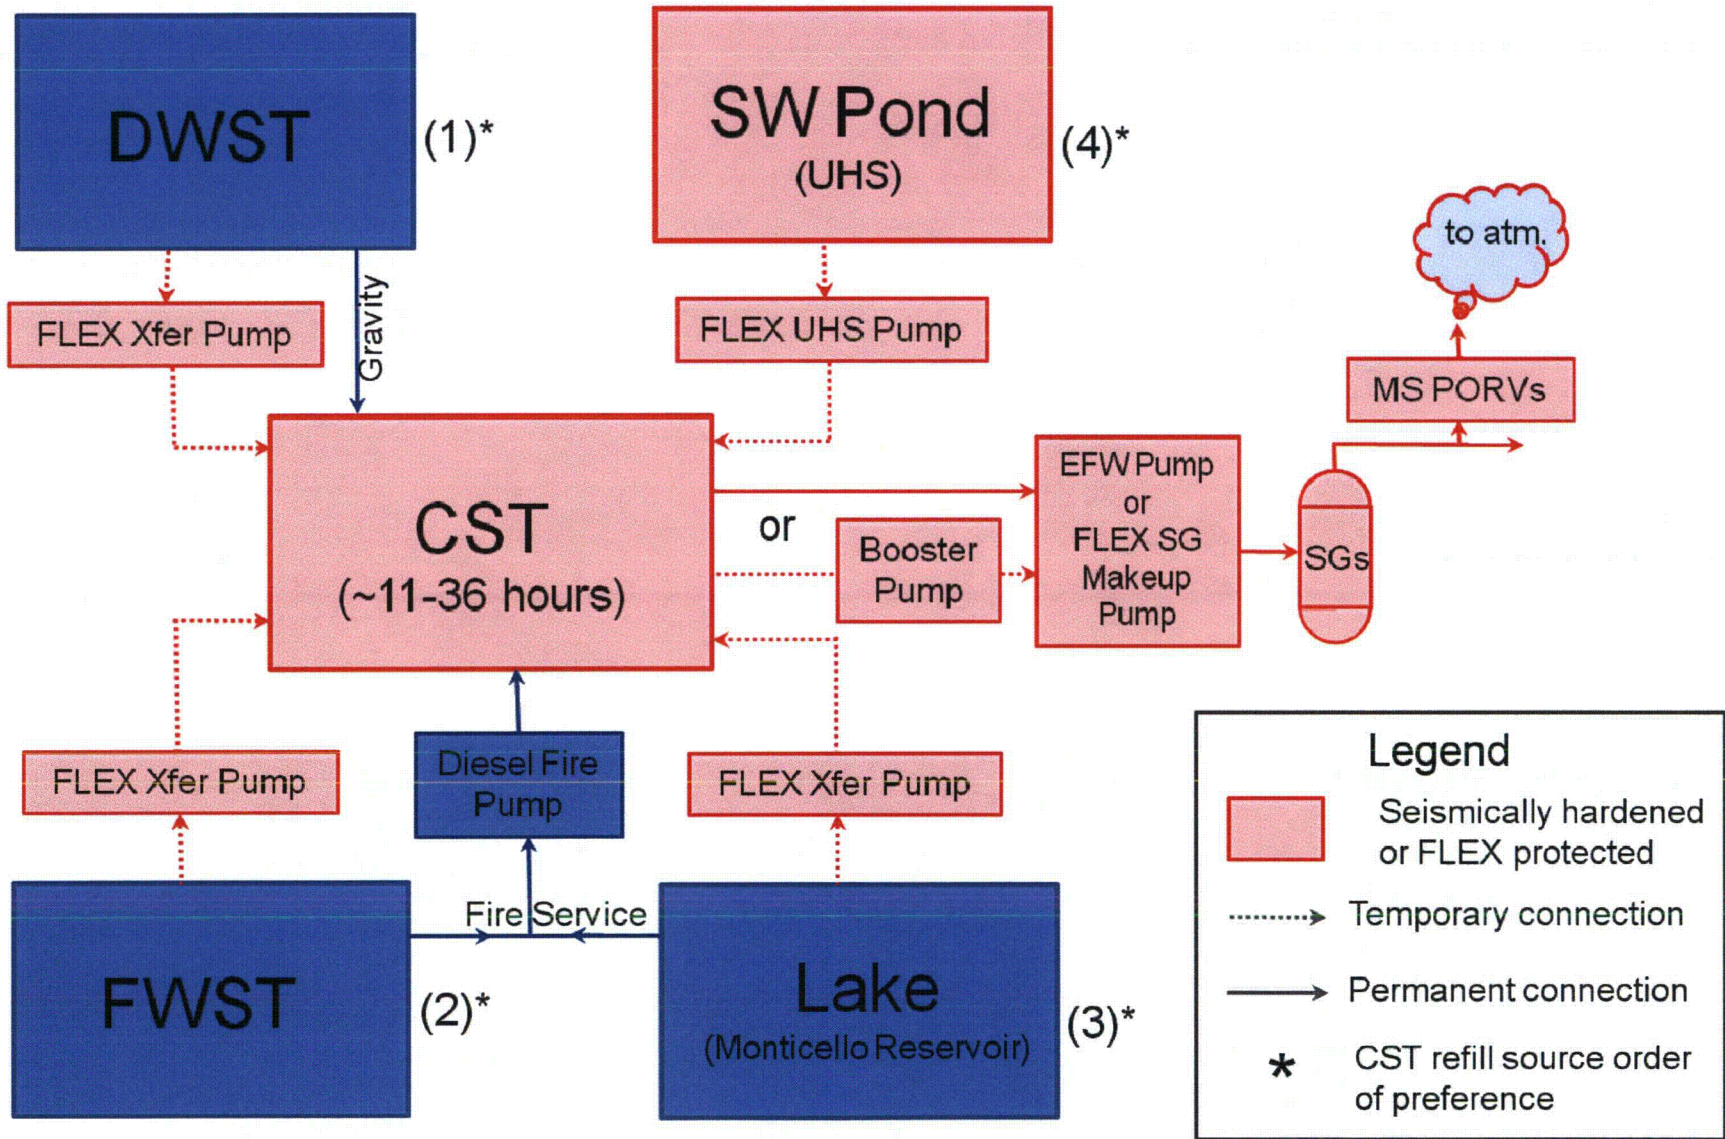 DWST
(1)*
SW Pond
(UHS)
(4)*
to atm.
FLEX Xfer Pump
Gravity
FLEX UHS Pump
MS PORVs
CST
(~11-36 hours)
or
Booster
Pump
EFW Pump
or
FLEX SG
Makeup
Pump
SGs
FLEX Xfer Pump
Diesel Fire
Pump
FLEX Xfer Pump
FWST
(2)*
Fire Service
Lake
(Monticello Reservoir)
(3)*
Legend
Seismically hardened
or FLEX protected
Temporary connection
Permanent connection
* CST refill source order
of preference